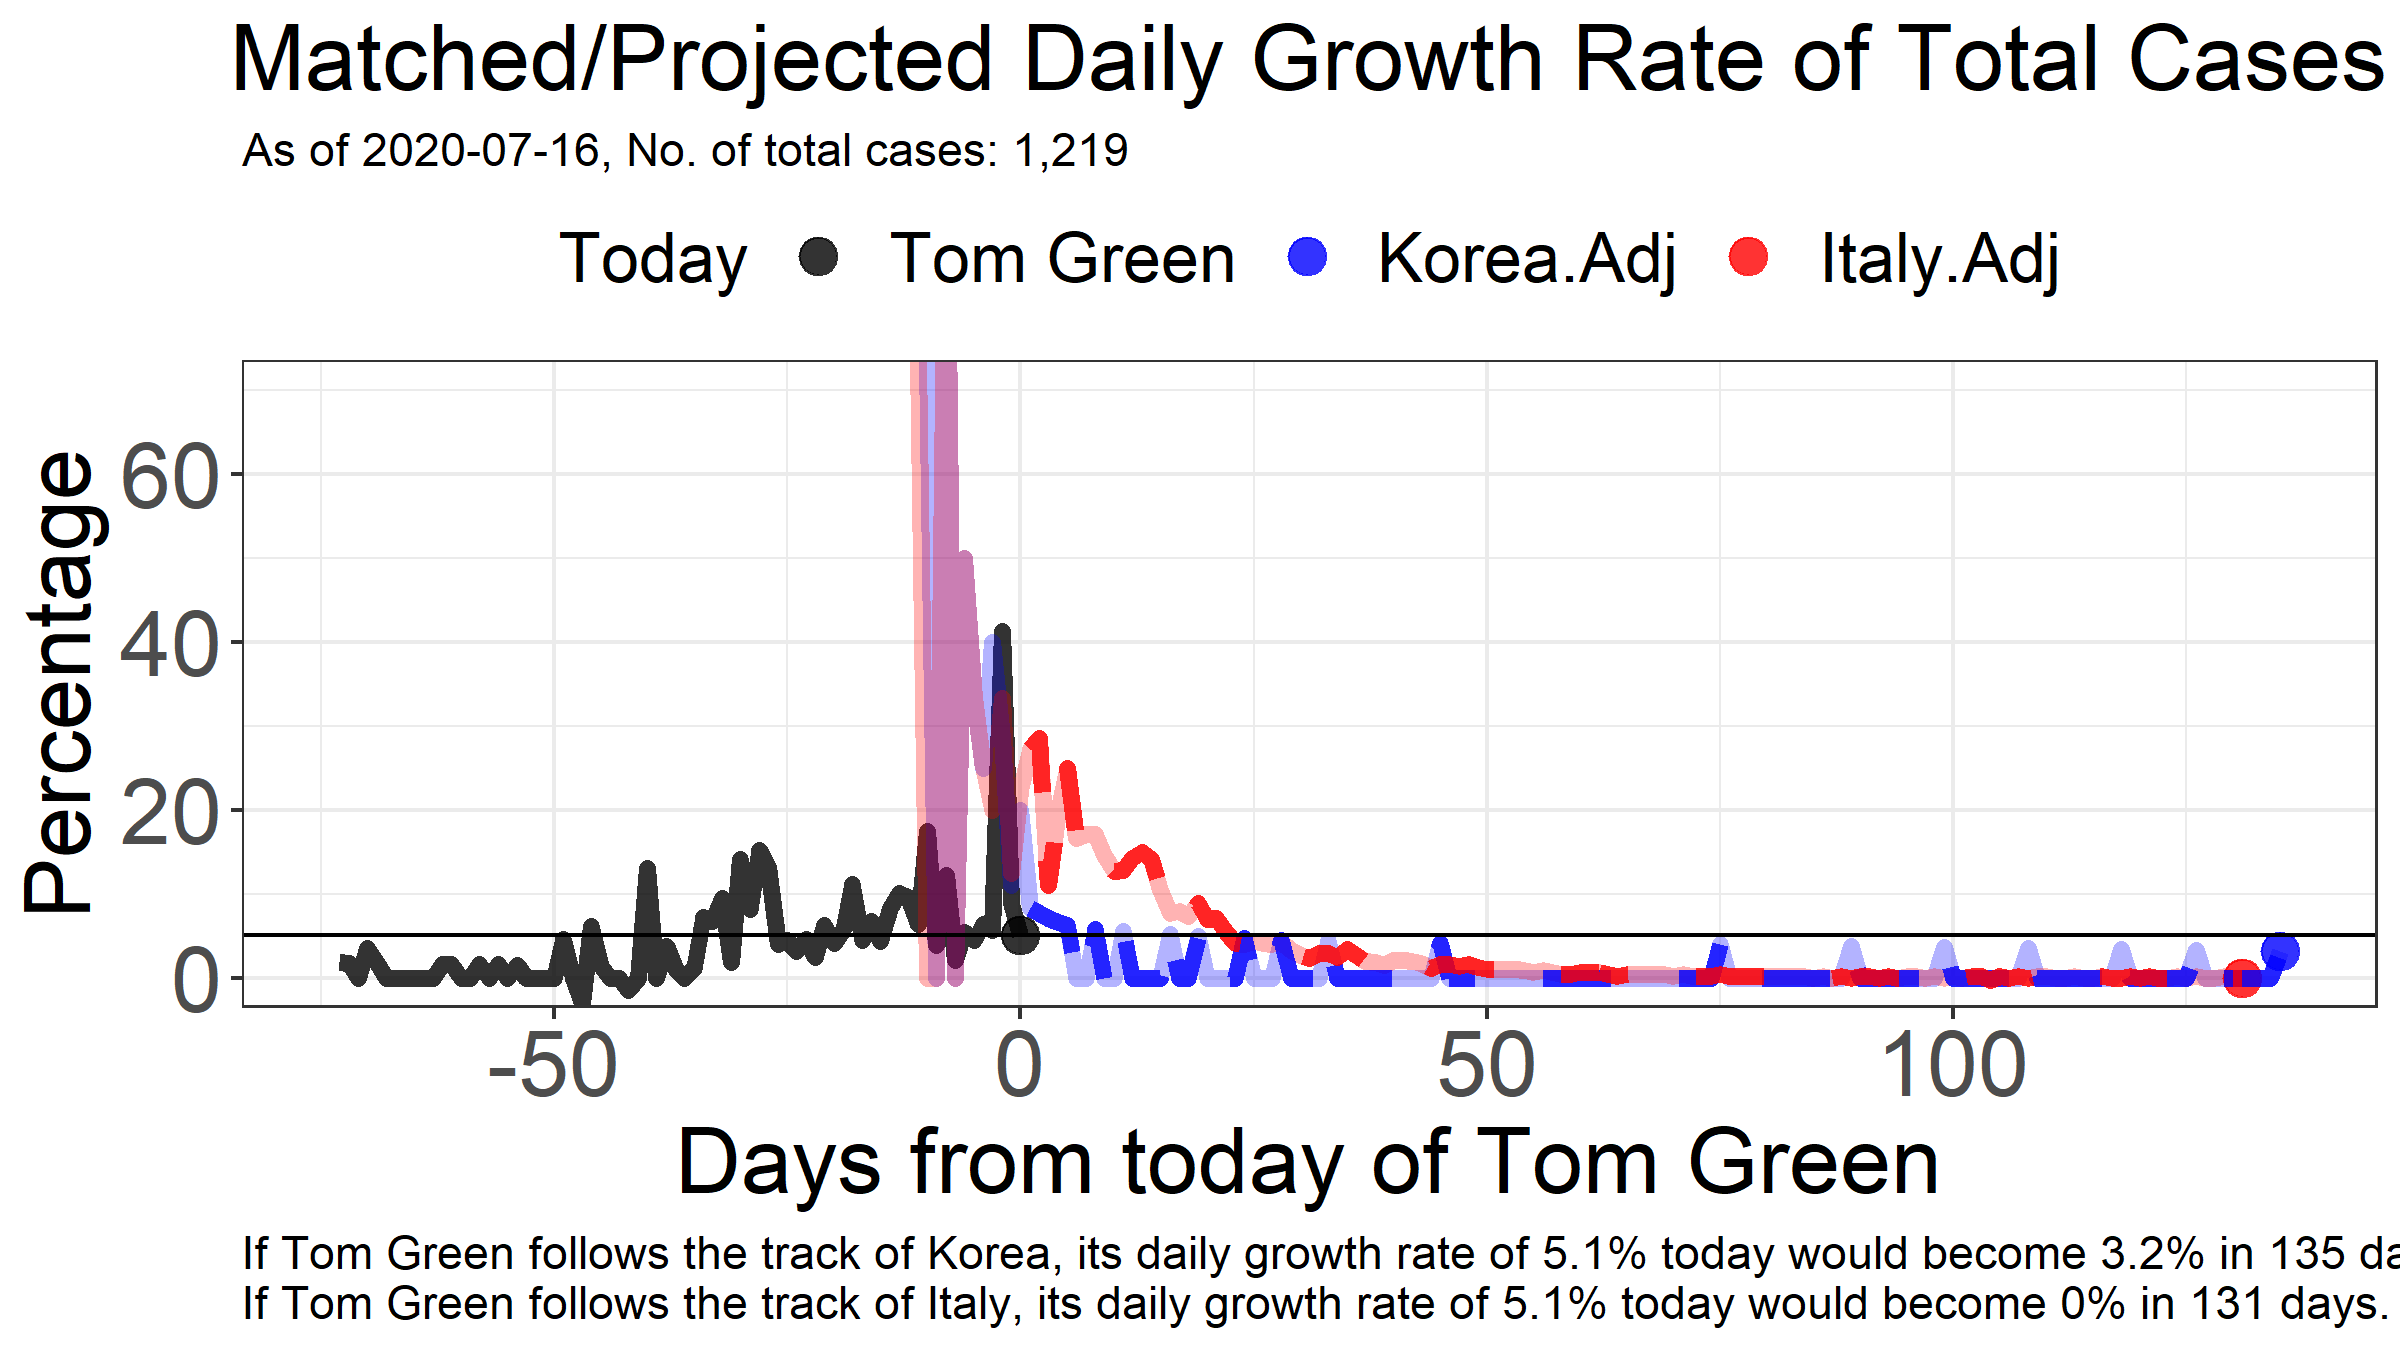 Matched/Projected Daily Growth Rate of Total Cases
As of 2020-07-16, No. of total cases: 1,219
Today Tom Green Korea.Adj Italy.Adj
Percentage
60
40
20
0
-50 0 50 100
Days from today of Tom Green
If Tom Green follows the track of Korea, its daily growth rate of 5.1% today would become 3.2% in 135 da
If Tom Green follows the track of Italy, its daily growth rate of 5.1% today would become 0% in 131 days.